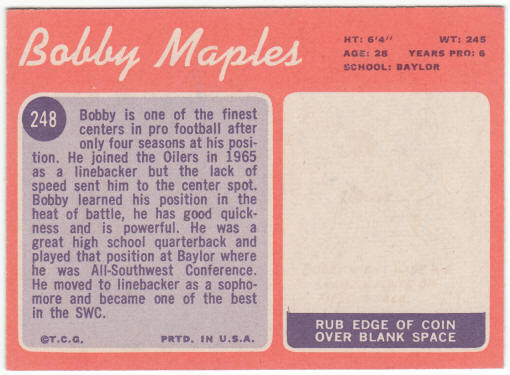 Bobby Maples
HT: 6'4" WT: 245
AGE: 28 YEARS PRO: 6
SCHOOL: BAYLOR
248
Bobby is one of the finest
centers in pro football after
only four seasons at his posi-
tion. He joined the Oilers in 1965
as a linebacker but the lack of
speed sent him to the center spot.
Bobby learned his position in the
heat of battle, he has good quick-
ness and is powerful. He was a
great high school quarterback and
played that position at Baylor where
he was All-Southwest Conference.
He moved to linebacker as a sopho-
more and became one of the best
in the SWC.
©T.C.G. PRTD. IN U.S.A.
RUB EDGE OF COIN
OVER BLANK SPACE